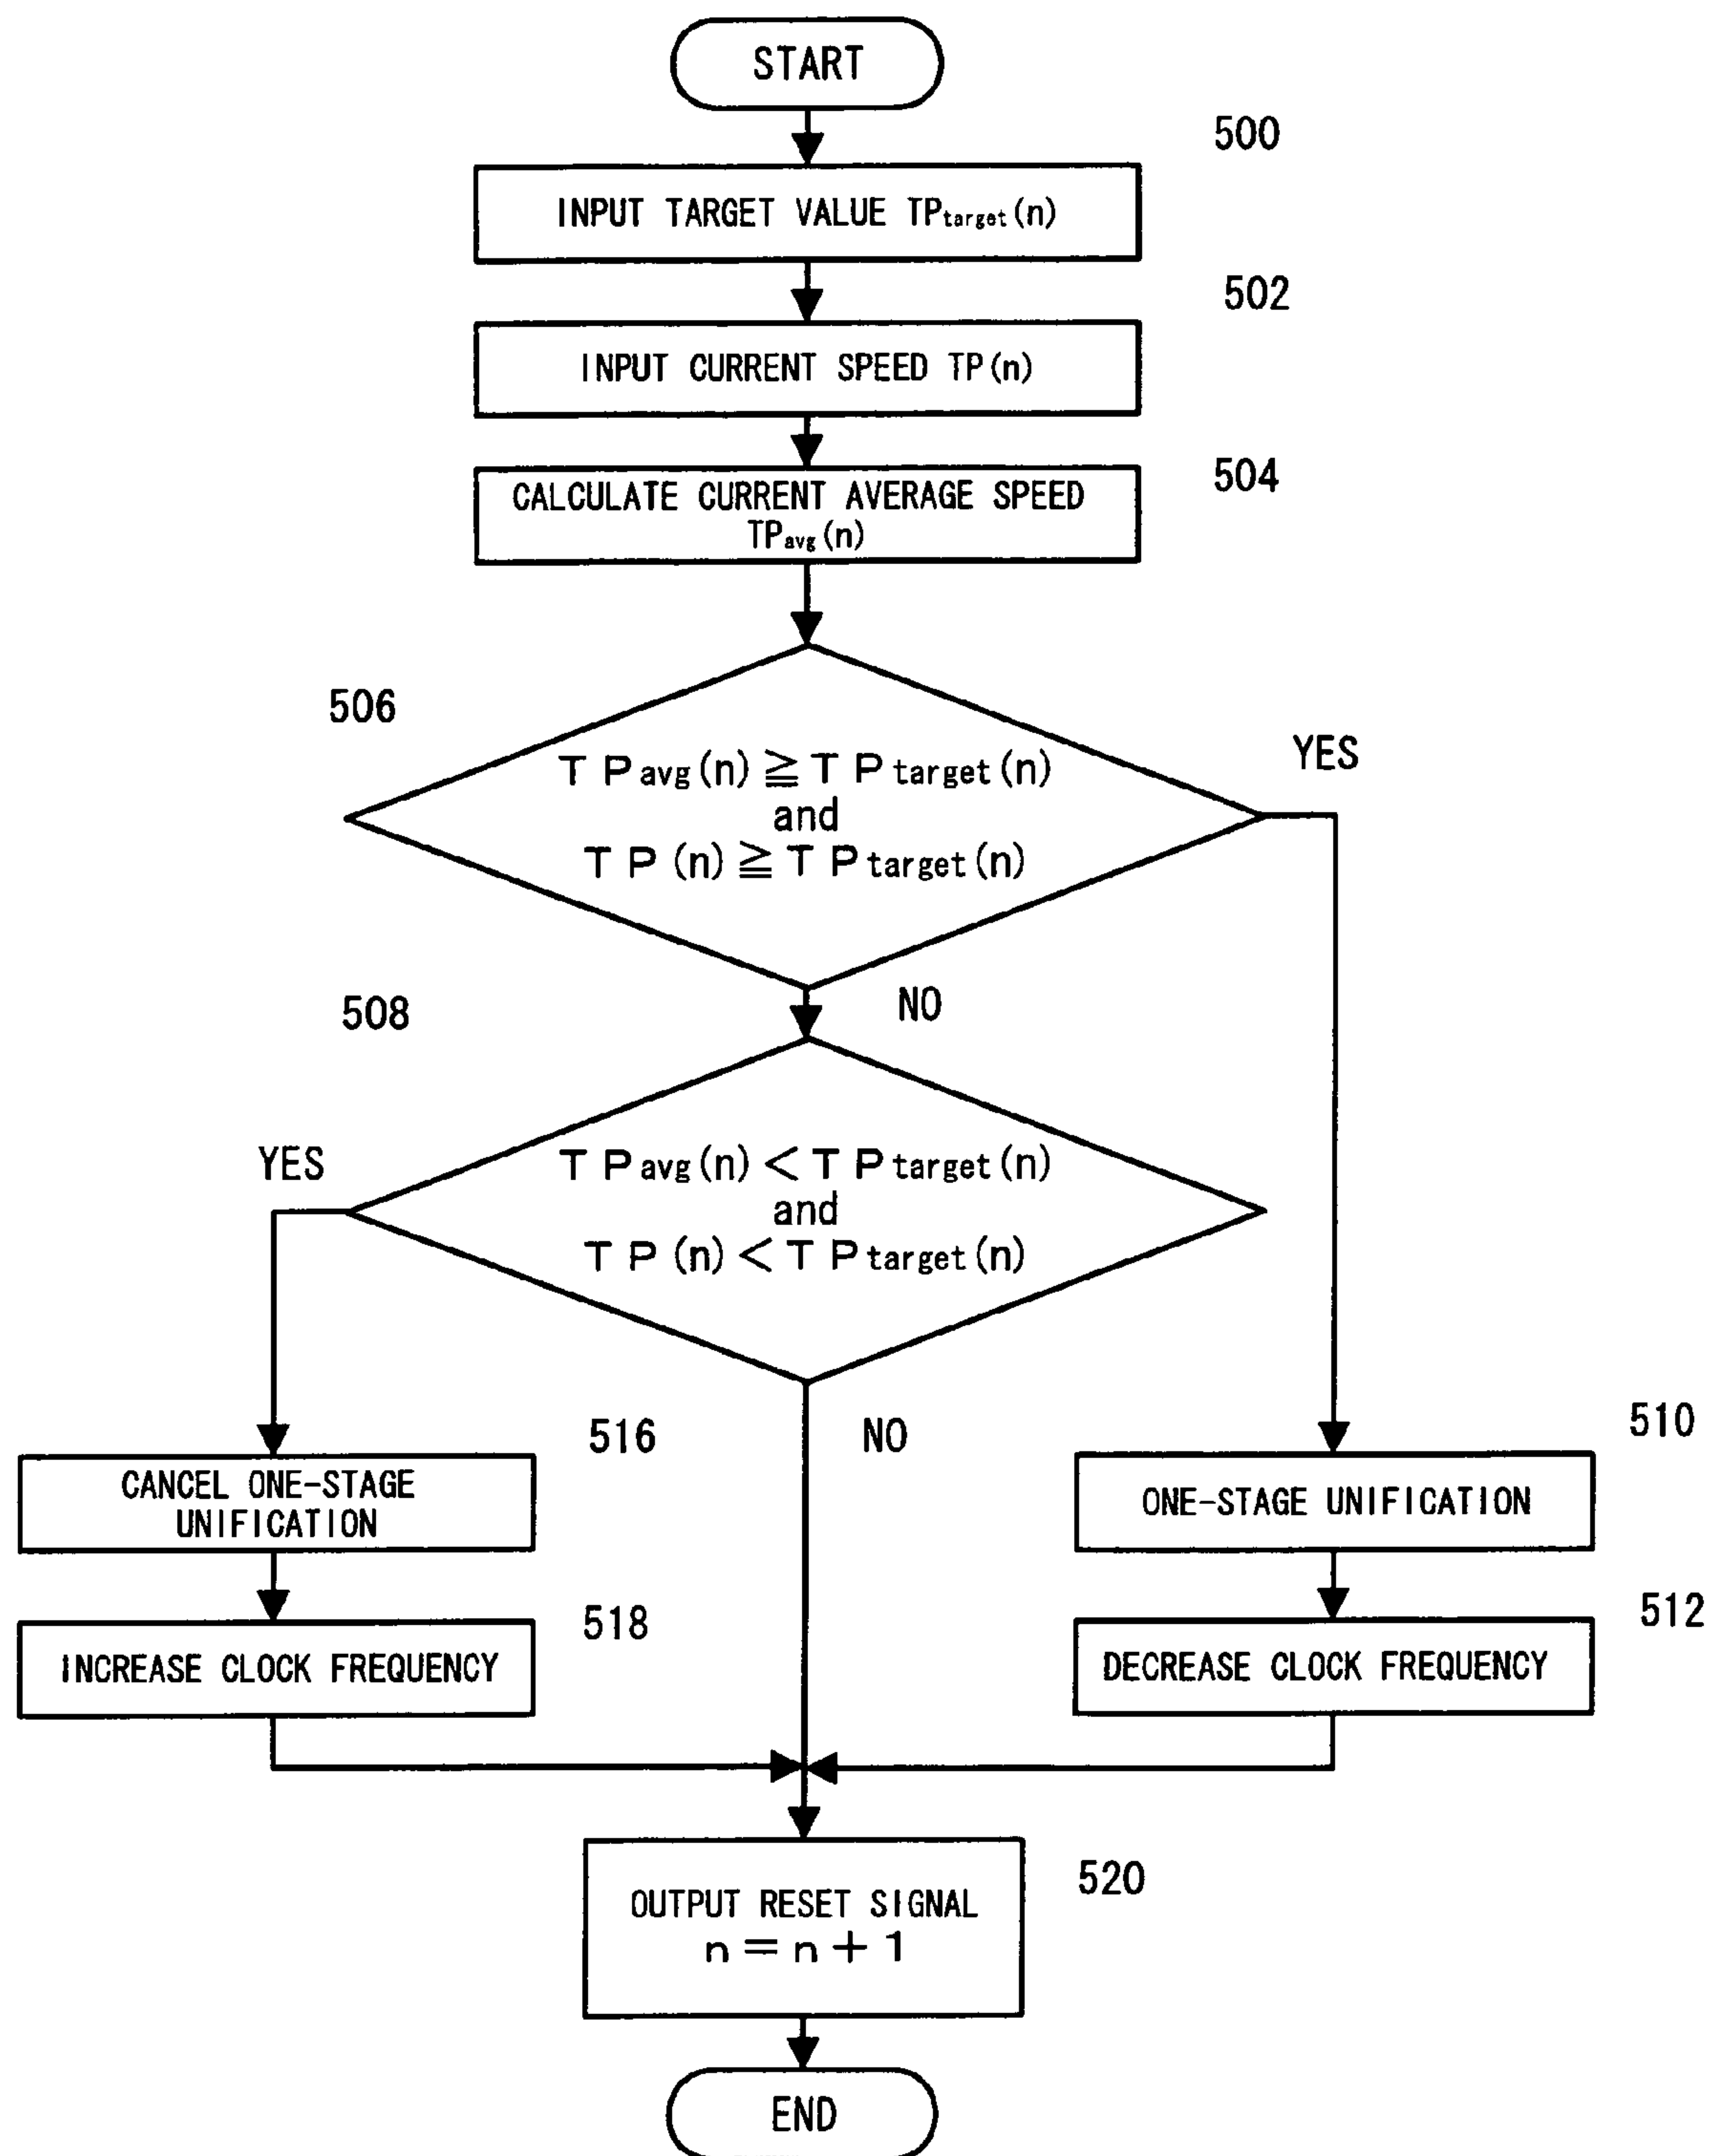 START
500
INPUT TARGET VALUE TPtarget(n)
502
INPUT CURRENT SPEED TP(n)
504
CALCULATE CURRENT AVERAGE SPEED
TPavg(n)
506
TPavg(n) ≧ TPtarget(n)
and
TP(n) ≧ TPtarget(n)
YES
NO
508
TPavg(n) < TPtarget(n)
and
TP(n) < TPtarget(n)
YES
NO
516
CANCEL ONE-STAGE
UNIFICATION
510
ONE-STAGE UNIFICATION
518
INCREASE CLOCK FREQUENCY
512
DECREASE CLOCK FREQUENCY
520
OUTPUT RESET SIGNAL
n = n + 1
END